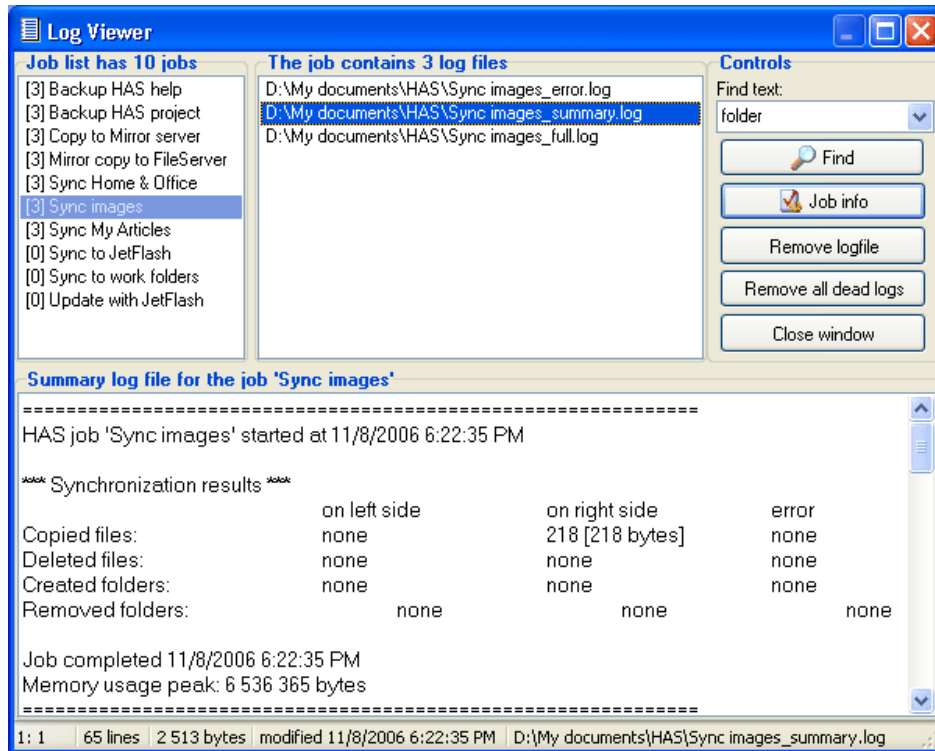 Log Viewer
Job list has 10 jobs
[3] Backup HAS help
[3] Backup HAS project
[3] Copy to Mirror server
[3] Mirror copy to FileServer
[3] Sync Home & Office
[3] Sync images
[3] Sync My Articles
[0] Sync to JetFlash
[0] Sync to work folders
[0] Update with JetFlash
The job contains 3 log files
D:\My documents\HAS\Sync images_error.log
D:\My documents\HAS\Sync images_summary.log
D:\My documents\HAS\Sync images_full.log
Controls
Find text:
folder
Find
Job info
Remove logfile
Remove all dead logs
Close window
Summary log file for the job 'Sync images'
==============================================================
HAS job 'Sync images' started at 11/8/2006 6:22:35 PM
*** Synchronization results ***
on left side on right side error
Copied files: none 218 [218 bytes] none
Deleted files: none none none
Created folders: none none none
Removed folders: none none none
Job completed 11/8/2006 6:22:35 PM
Memory usage peak: 6 536 365 bytes
==============================================================
1: 1 65 lines 2 513 bytes modified 11/8/2006 6:22:35 PM D:\My documents\HAS\Sync images_summary.log